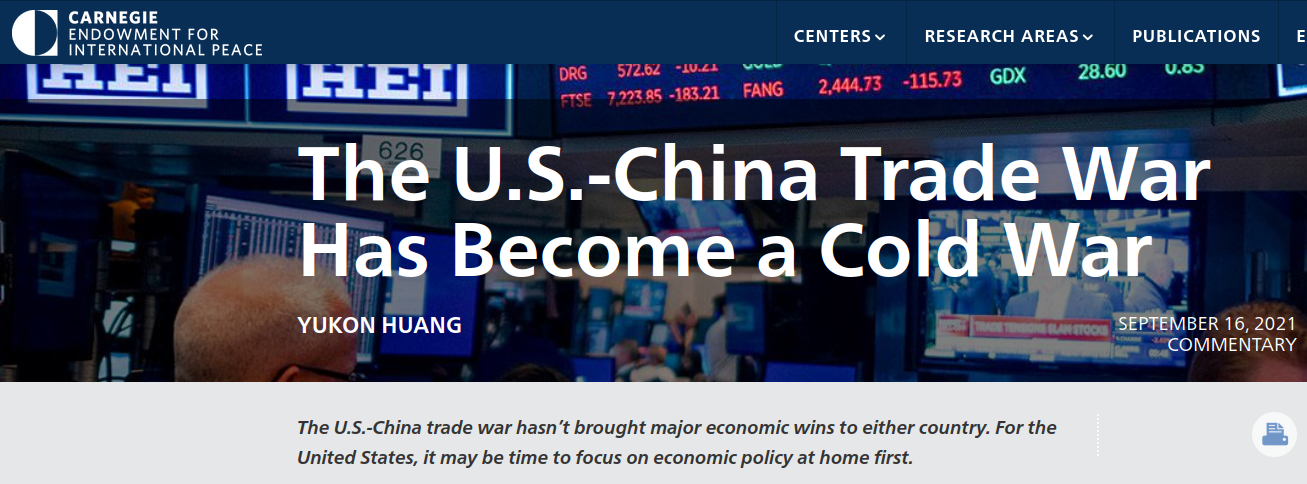 CARNEGIE
ENDOWMENT FOR
INTERNATIONAL PEACE
CENTERS
RESEARCH AREAS
PUBLICATIONS
HEI HEI
DRG 572.62 -10.21
FTSE 7,223.85 -183.21 FANG 2,444.73 -115.73 GDX 28.60 0.83
626
The U.S.-China Trade War
Has Become a Cold War
YUKON HUANG
SEPTEMBER 16, 2021
COMMENTARY
TRADE TENSIONS SLAM STOCKS
The U.S.-China trade war hasn't brought major economic wins to either country. For the
United States, it may be time to focus on economic policy at home first.